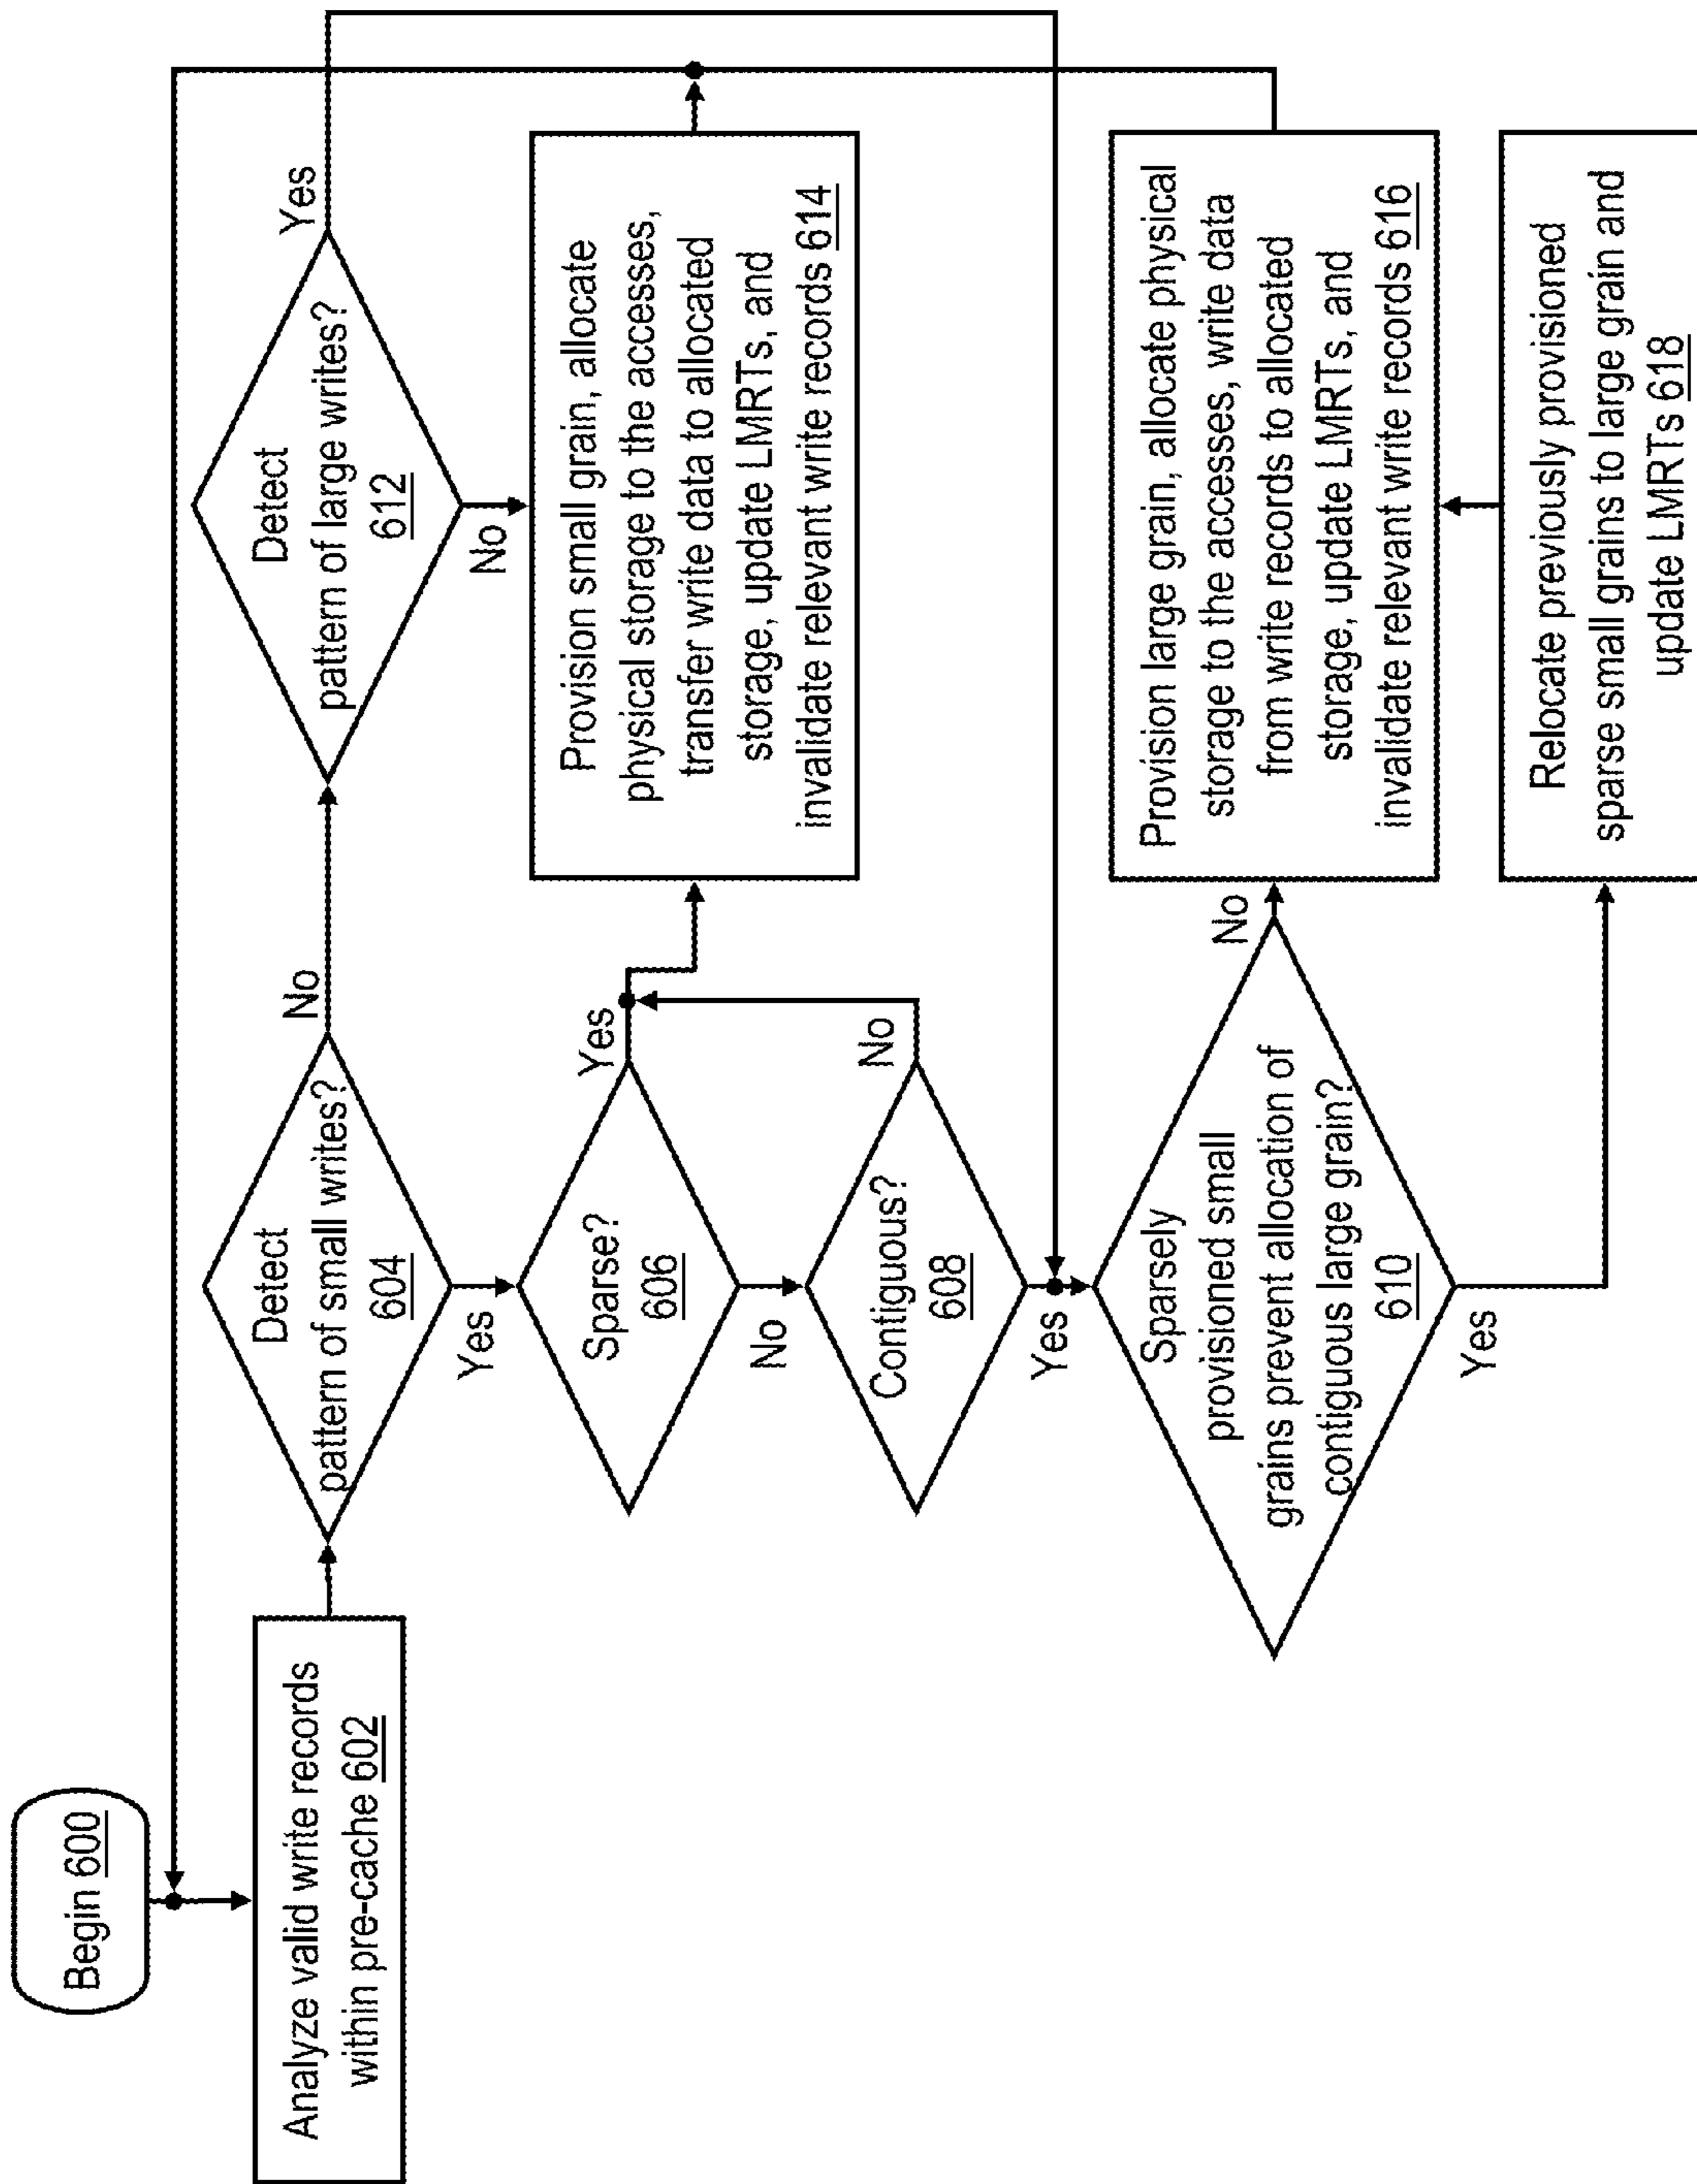 Begin 600
Analyze valid write records
within pre-cache 602
Detect
pattern of small writes?
604
No
Yes
Detect
pattern of large writes?
612
Yes
No
Sparse?
606
Yes
No
Provision small grain, allocate
physical storage to the accesses,
transfer write data to allocated
storage, update LMRTs, and
invalidate relevant write records 614
Contiguous?
608
No
Yes
Sparsely
provisioned small
grains prevent allocation of
contiguous large grain?
610
No
Yes
Provision large grain, allocate physical
storage to the accesses, write data
from write records to allocated
storage, update LMRTs, and
invalidate relevant write records 616
Relocate previously provisioned
sparse small grains to large grain and
update LMRTs 618